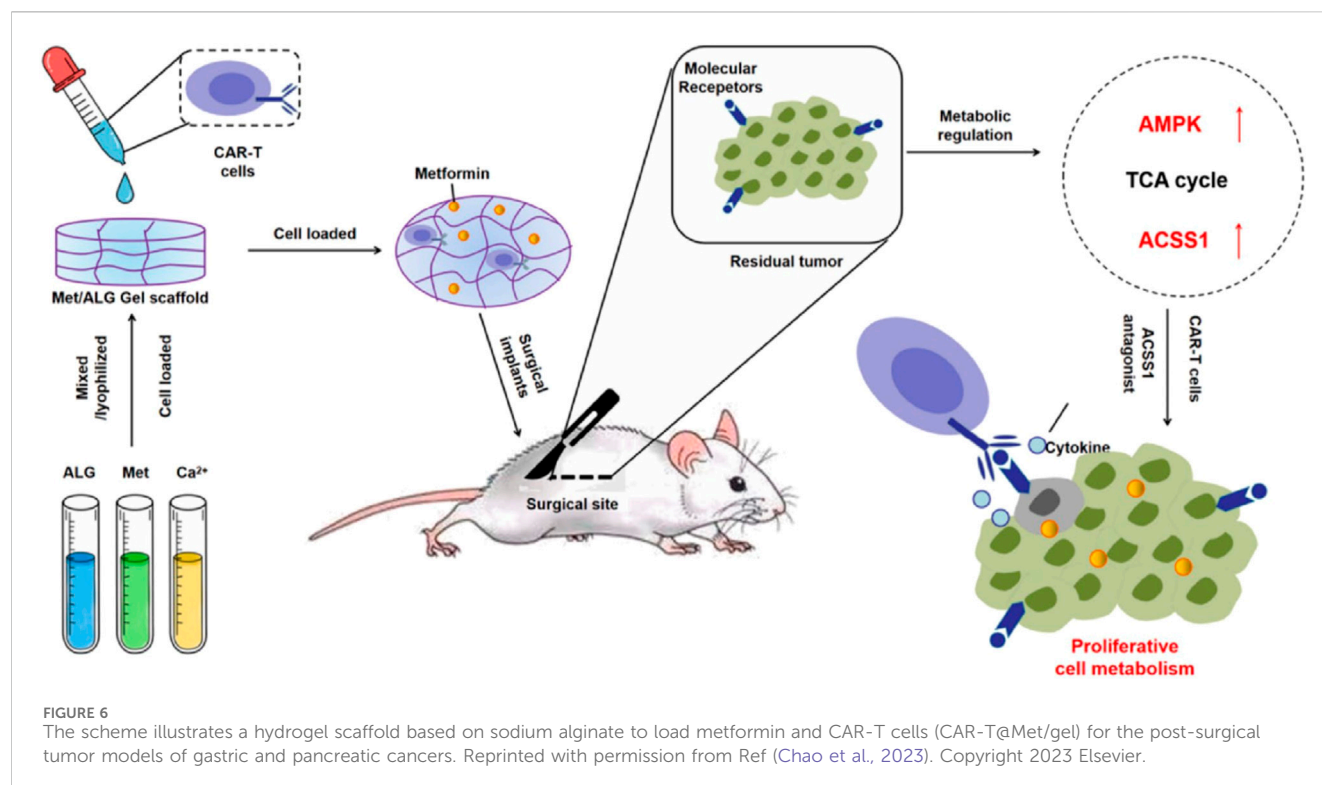 CAR-T
cells
Met/ALG Gel scaffold
Mixed
/lyophilized
Cell loaded
ALG
Met
Ca²⁺
Cell loaded
Metformin
Surgical
implants
Surgical site
Molecular
Recepetors
Residual tumor
Metabolic
regulation
AMPK
TCA cycle
ACSS1
ACSS1
antagonist
CAR-T cells
Cytokine
Proliferative
cell metabolism
FIGURE 6
The scheme illustrates a hydrogel scaffold based on sodium alginate to load metformin and CAR-T cells (CAR-T@Met/gel) for the post-surgical
tumor models of gastric and pancreatic cancers. Reprinted with permission from Ref (Chao et al., 2023). Copyright 2023 Elsevier.